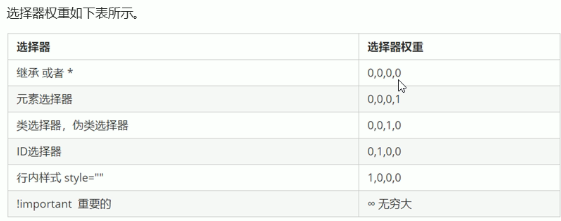 选择器权重如下表所示。
选择器 选择器权重
继承 或者 * 0,0,0,0
元素选择器 0,0,0,1
类选择器，伪类选择器 0,0,1,0
ID选择器 0,1,0,0
行内样式 style="" 1,0,0,0
!important 重要的 ∞ 无穷大